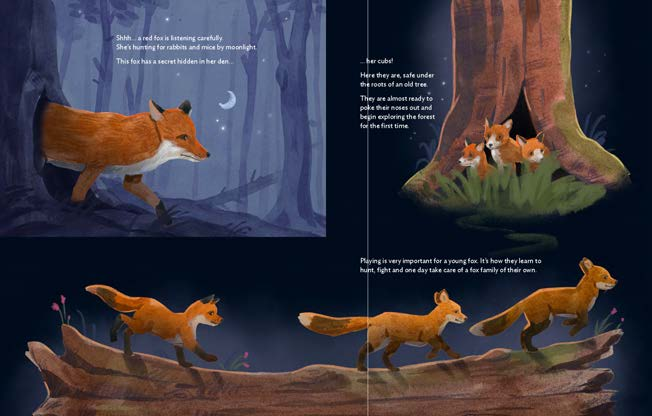 Shhh... a red fox is listening carefully.
She's hunting for rabbits and mice by moonlight.
This fox has a secret hidden in her den...
...her cubs!
Here they are, safe under
the roots of an old tree.
They are almost ready to
poke their noses out and
begin exploring the forest
for the first time.
Playing is very important for a young fox. It's how they learn to
hunt, fight and one day take care of a fox family of their own.